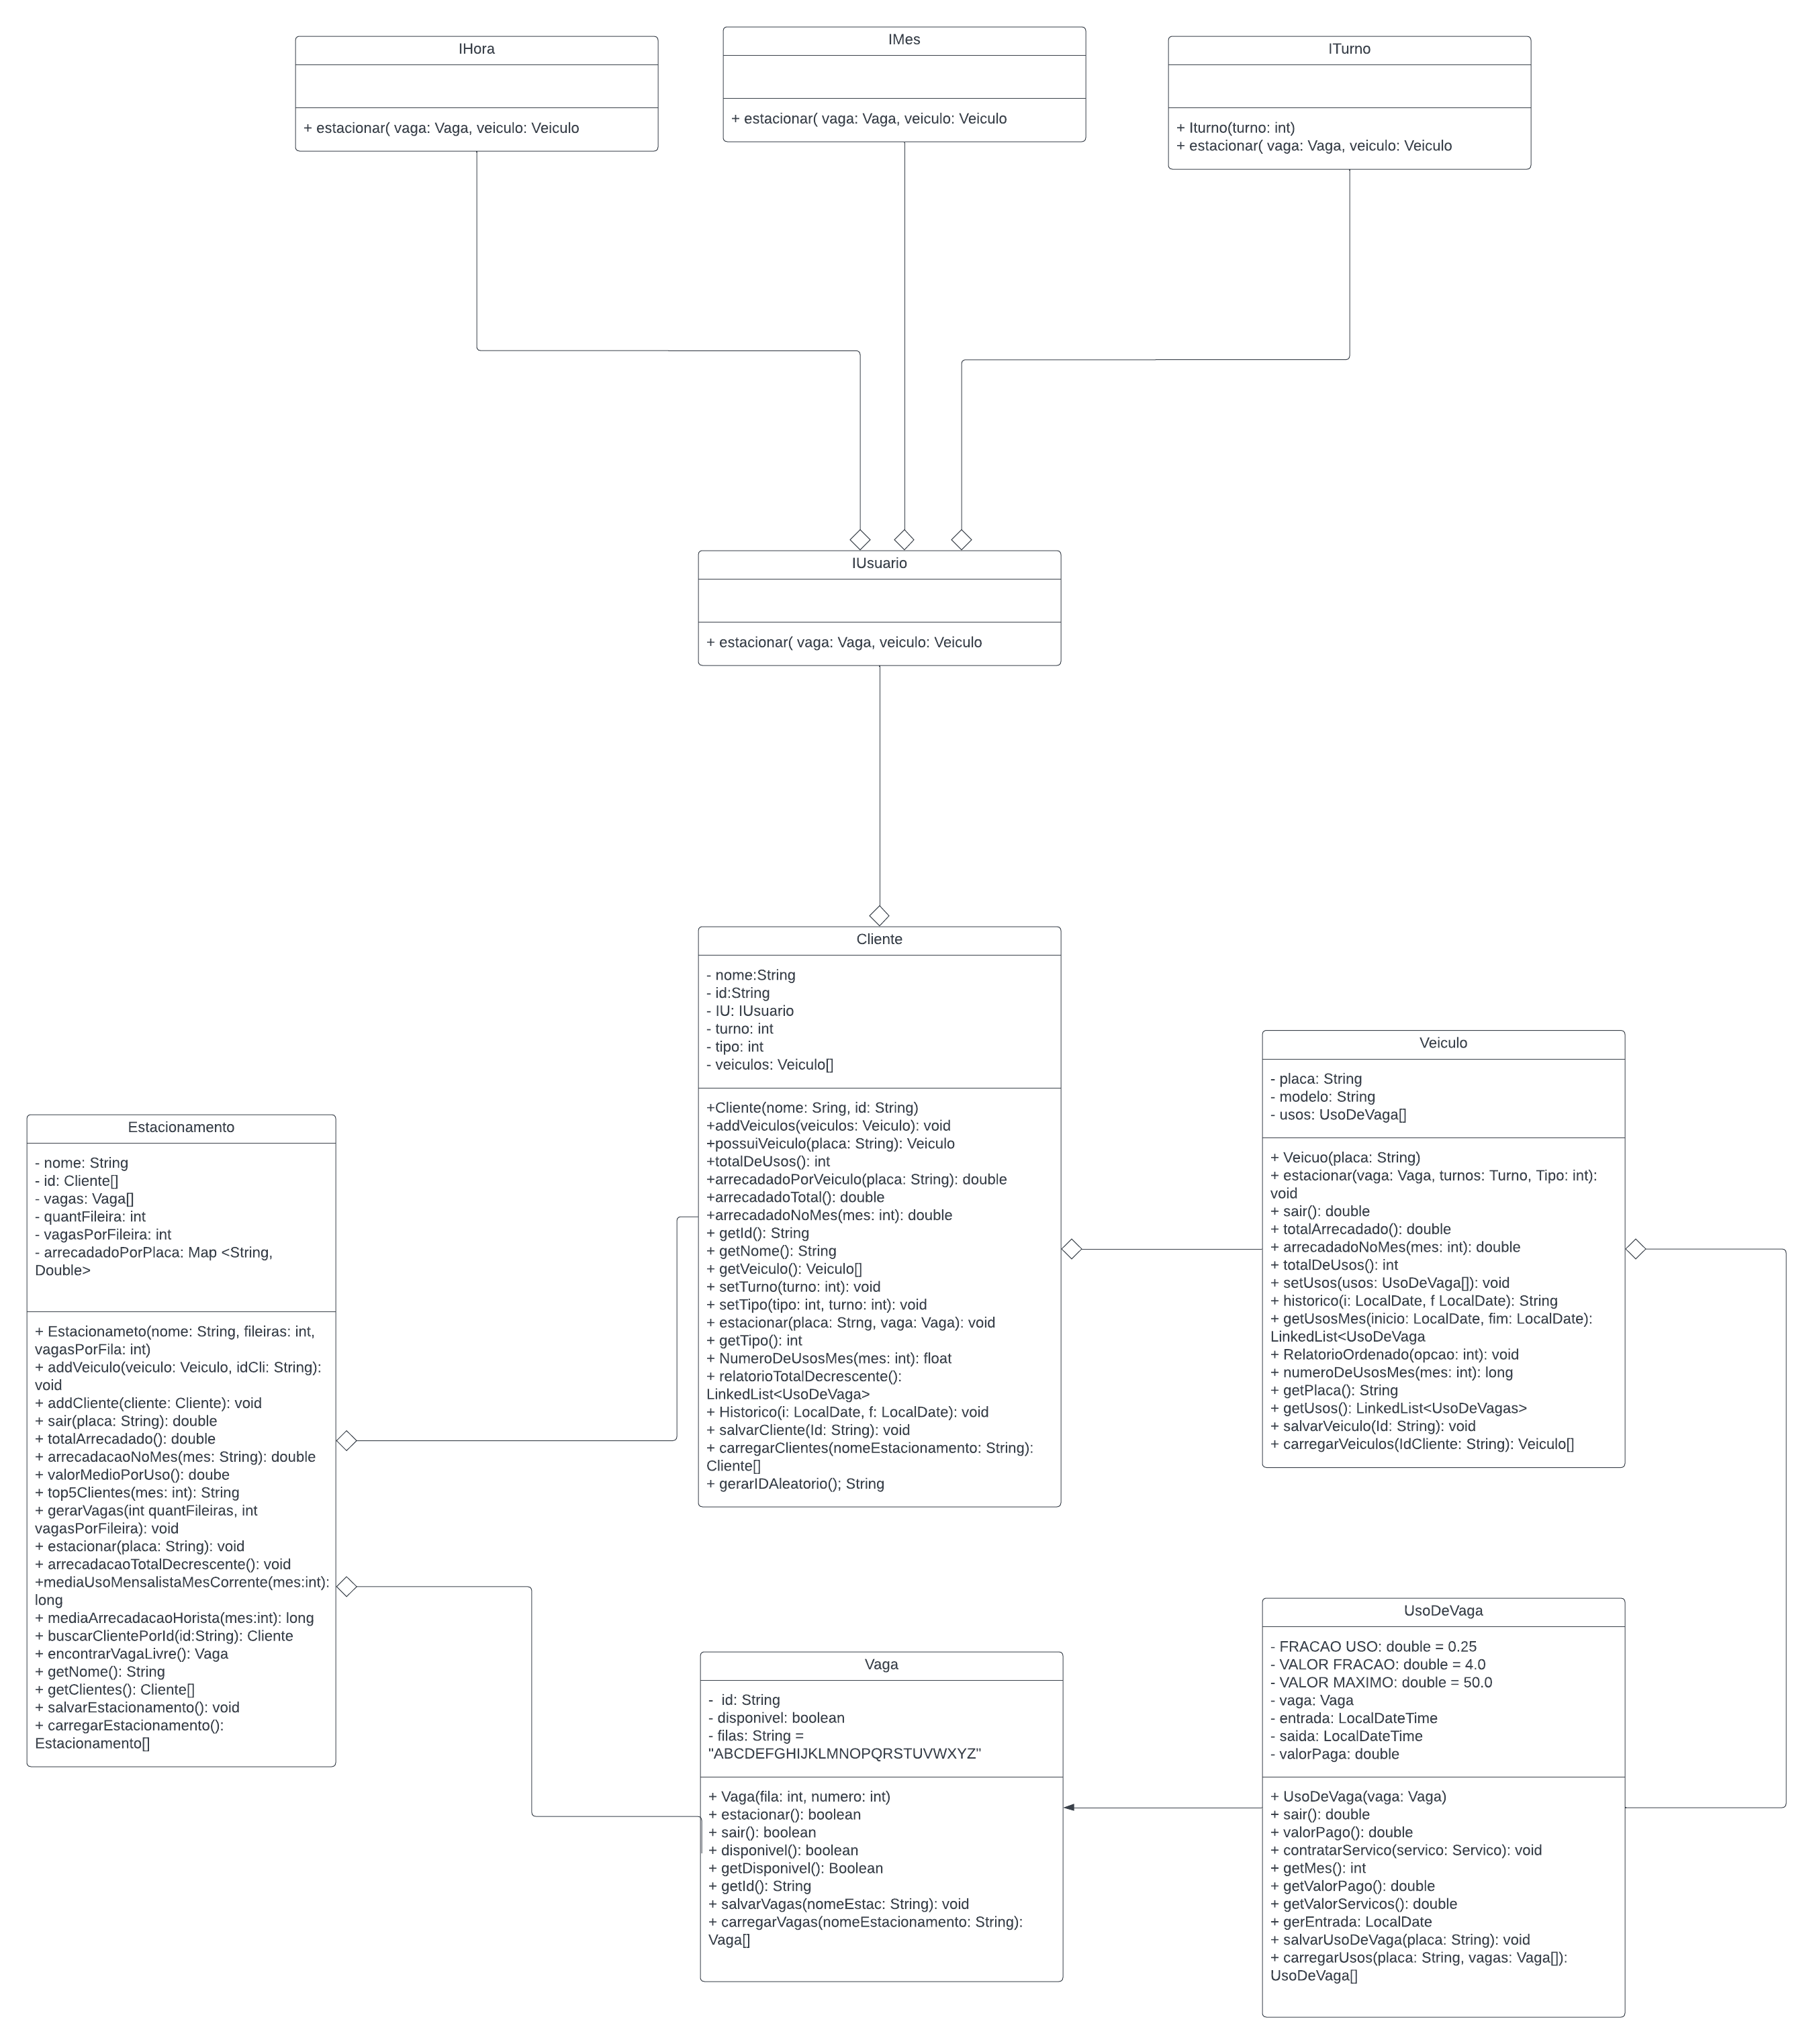 IHora
+ estacionar( vaga: Vaga, veiculo: Veiculo
IMes
+ estacionar( vaga: Vaga, veiculo: Veiculo
ITurno
+ Iturno(turno: int)
+ estacionar( vaga: Vaga, veiculo: Veiculo
IUsuario
+ estacionar( vaga: Vaga, veiculo: Veiculo
Cliente
- nome:String
- id:String
- IU: IUsuario
- turno: int
- tipo: int
- veiculos: Veiculo[]
+Cliente(nome: Sring, id: String)
+addVeiculos(veiculos: Veiculo): void
+possuiVeiculo(placa: String): Veiculo
+totalDeUsos(): int
+arrecadadoPorVeiculo(placa: String): double
+arrecadadoTotal(): double
+arrecadadoNoMes(mes: int): double
+ getId(): String
+ getNome(): String
+ getVeiculo(): Veiculo[]
+ setTurno(turno: int): void
+ setTipo(tipo: int, turno: int): void
+ estacionar(placa: Strng, vaga: Vaga): void
+ getTipo(): int
+ NumeroDeUsosMes(mes: int): float
+ relatorioTotalDecrescente():
LinkedList<UsoDeVaga>
+ Historico(i: LocalDate, f: LocalDate): void
+ salvarCliente(Id: String): void
+ carregarClientes(nomeEstacionamento: String):
Cliente[]
+ gerarIDAleatorio(); String
Veiculo
- placa: String
- modelo: String
- usos: UsoDeVaga[]
+ Veicuo(placa: String)
+ estacionar(vaga: Vaga, turnos: Turno, Tipo: int):
void
+ sair(): double
+ totalArrecadado(): double
+ arrecadadoNoMes(mes: int): double
+ totalDeUsos(): int
+ setUsos(usos: UsoDeVaga[]): void
+ historico(i: LocalDate, f LocalDate): String
+ getUsosMes(inicio: LocalDate, fim: LocalDate):
LinkedList<UsoDeVaga
+ RelatorioOrdenado(opcao: int): void
+ numeroDeUsosMes(mes: int): long
+ getPlaca(): String
+ getUsos(): LinkedList<UsoDeVagas>
+ salvarVeiculo(Id: String): void
+ carregarVeiculos(IdCliente: String): Veiculo[]
Estacionamento
- nome: String
- id: Cliente[]
- vagas: Vaga[]
- quantFileira: int
- vagasPorFileira: int
- arrecadadoPorPlaca: Map <String,
Double>
+ Estacionameto(nome: String, fileiras: int,
vagasPorFila: int)
+ addVeiculo(veiculo: Veiculo, idCli: String):
void
+ addCliente(cliente: Cliente): void
+ sair(placa: String): double
+ totalArrecadado(): double
+ arrecadacaoNoMes(mes: String): double
+ valorMedioPorUso(): doube
+ top5Clientes(mes: int): String
+ gerarVagas(int quantFileiras, int
vagasPorFileira): void
+ estacionar(placa: String): void
+ arrecadacaoTotalDecrescente(): void
+mediaUsoMensalistaMesCorrente(mes:int):
long
+ mediaArrecadacaoHorista(mes:int): long
+ buscarClientePorId(id:String): Cliente
+ encontrarVagaLivre(): Vaga
+ getNome(): String
+ getClientes(): Cliente[]
+ salvarEstacionamento(): void
+ carregarEstacionamento():
Estacionamento[]
Vaga
- id: String
- disponivel: boolean
- filas: String =
"ABCDEFGHIJKLMNOPQRSTUVWXYZ"
+ Vaga(fila: int, numero: int)
+ estacionar(): boolean
+ sair(): boolean
+ disponivel(): boolean
+ getDisponivel(): Boolean
+ getId(): String
+ salvarVagas(nomeEstac: String): void
+ carregarVagas(nomeEstacionamento: String):
Vaga[]
UsoDeVaga
- FRACAO USO: double = 0.25
- VALOR FRACAO: double = 4.0
- VALOR MAXIMO: double = 50.0
- vaga: Vaga
- entrada: LocalDateTime
- saida: LocalDateTime
- valorPaga: double
+ UsoDeVaga(vaga: Vaga)
+ sair(): double
+ valorPago(): double
+ contratarServico(servico: Servico): void
+ getMes(): int
+ getValorPago(): double
+ getValorServicos(): double
+ gerEntrada: LocalDate
+ salvarUsoDeVaga(placa: String): void
+ carregarUsos(placa: String, vagas: Vaga[]):
UsoDeVaga[]